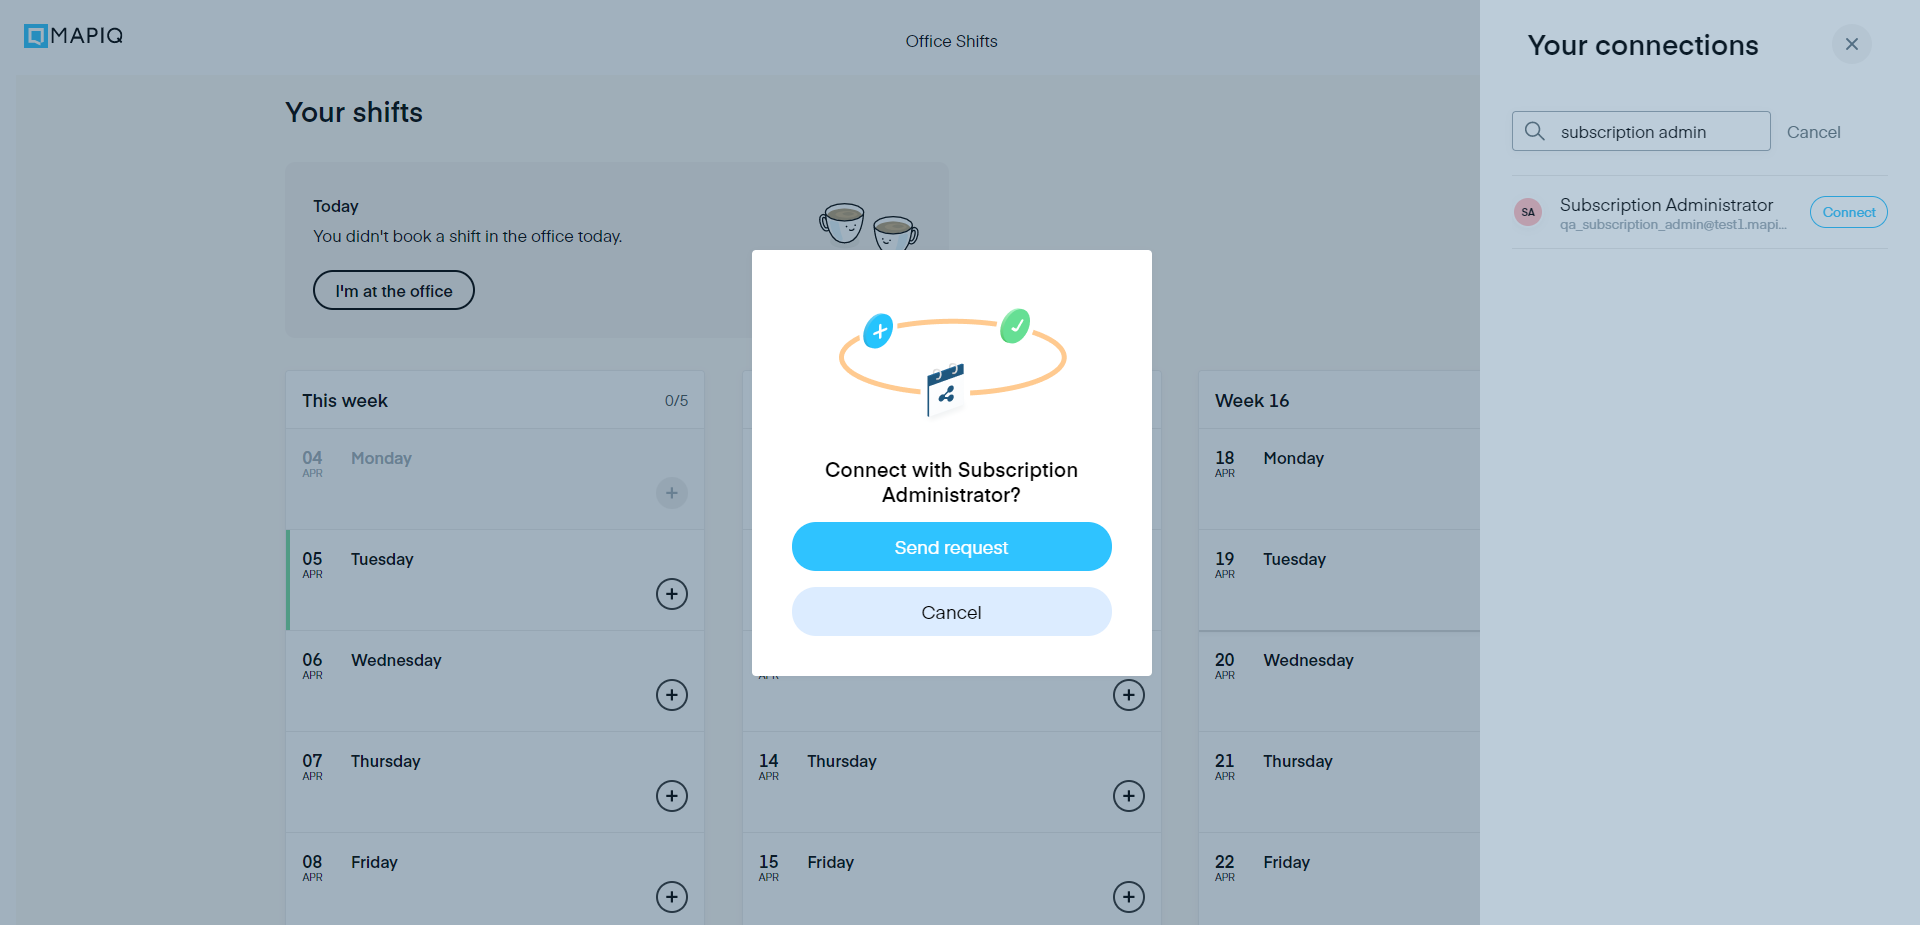 MAPIQ
Office Shifts
Your shifts
Today
You didn't book a shift in the office today.
I'm at the office
This week
0/5
04
APR
Monday
05
APR
Tuesday
06
APR
Wednesday
07
APR
Thursday
08
APR
Friday
14
APR
Thursday
15
APR
Friday
Week 16
18
APR
Monday
19
APR
Tuesday
20
APR
Wednesday
21
APR
Thursday
22
APR
Friday
Connect with Subscription
Administrator?
Send request
Cancel
Your connections
subscription admin
Cancel
SA
Subscription Administrator
qa_subscription_admin@test1.mapi...
Connect